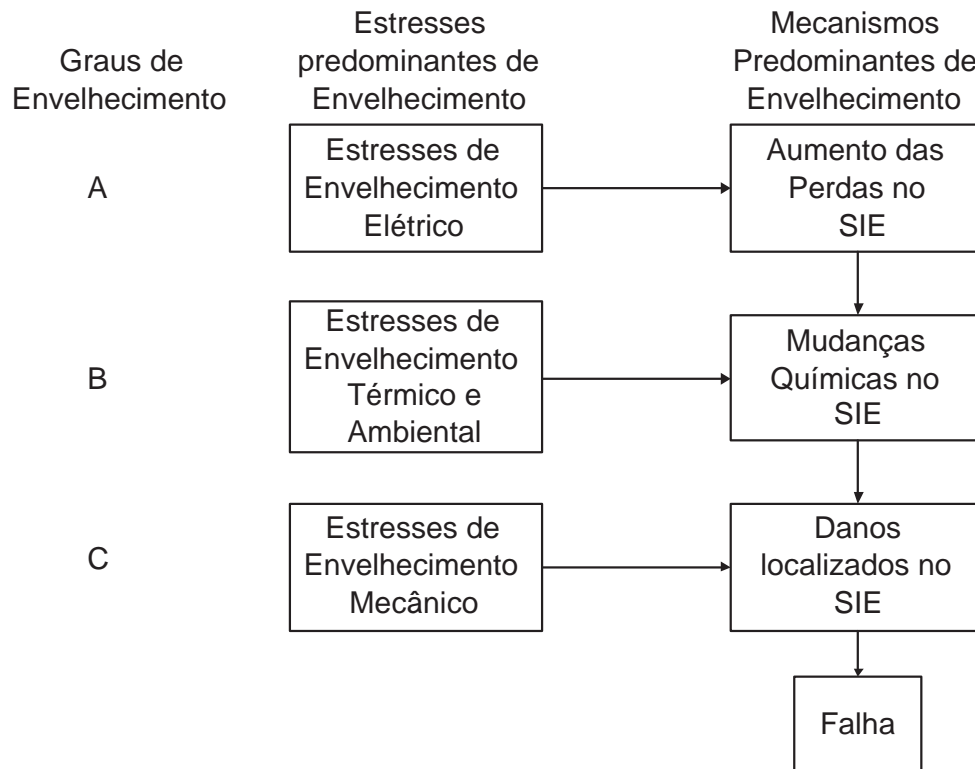 Graus de
Envelhecimento
Estresses
predominantes de
Envelhecimento
Mecanismos
Predominantes de
Envelhecimento
A
Estresses de
Envelhecimento
Elétrico
Aumento das
Perdas no
SIE
B
Estresses de
Envelhecimento
Térmico e
Ambiental
Mudanças
Químicas no
SIE
C
Estresses de
Envelhecimento
Mecânico
Danos
localizados no
SIE
Falha